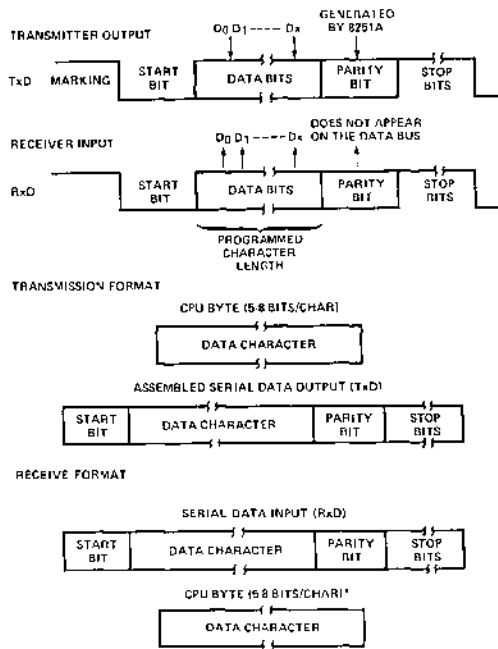 TRANSMITTER OUTPUT
D0 D1 ----- Dx
GENERATED
BY 8251A
TxD MARKING
START
BIT
DATA BITS
PARITY
BIT
STOP
BITS
RECEIVER INPUT
D0 D1 ----- Dx
DOES NOT APPEAR
ON THE DATA BUS
RxD
START
BIT
DATA BITS
PARITY
BIT
STOP
BITS
PROGRAMMED
CHARACTER
LENGTH
TRANSMISSION FORMAT
CPU BYTE (5-8 BITS/CHAR)
DATA CHARACTER
ASSEMBLED SERIAL DATA OUTPUT (TxD)
START
BIT
DATA CHARACTER
PARITY
BIT
STOP
BITS
RECEIVE FORMAT
SERIAL DATA INPUT (RxD)
START
BIT
DATA CHARACTER
PARITY
BIT
STOP
BITS
CPU BYTE (5-8 BITS/CHAR)*
DATA CHARACTER